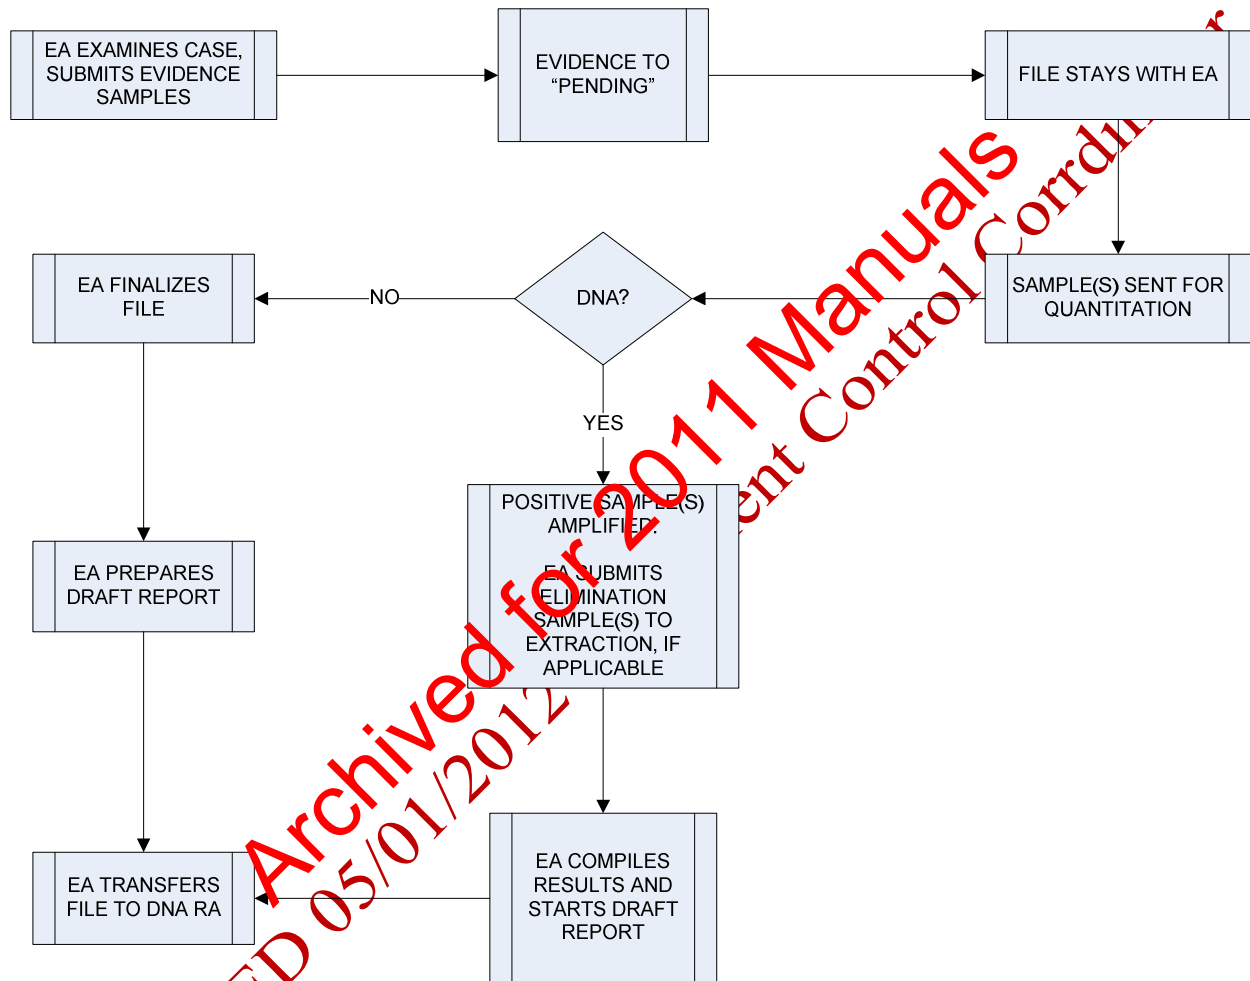 EA EXAMINES CASE,
SUBMITS EVIDENCE
SAMPLES
EVIDENCE TO
“PENDING”
FILE STAYS WITH EA
EA FINALIZES
FILE
NO
DNA?
SAMPLE(S) SENT FOR
QUANTITATION
YES
POSITIVE SAMPLE(S)
AMPLIFIED.
EA SUBMITS
ELIMINATION
SAMPLE(S) TO
EXTRACTION, IF
APPLICABLE
EA PREPARES
DRAFT REPORT
EA TRANSFERS
FILE TO DNA RA
EA COMPILES
RESULTS AND
STARTS DRAFT
REPORT
Archived for 2011 Manuals
05/01/2012 Control